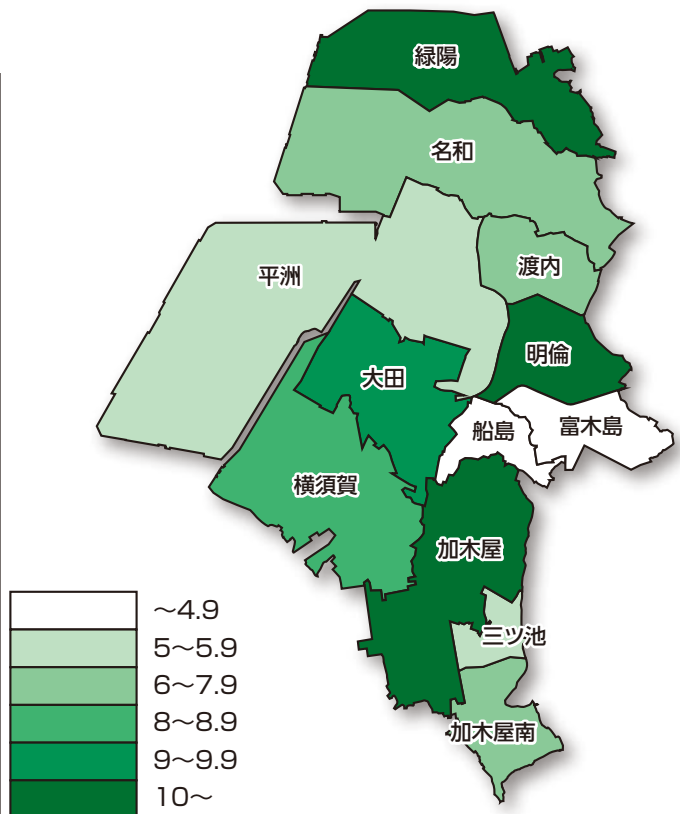 緑陽
名和
渡内
平洲
明倫
大田
船島
富木島
横須賀
加木屋
三ツ池
加木屋南
～4.9
5～5.9
6～7.9
8～8.9
9～9.9
10～